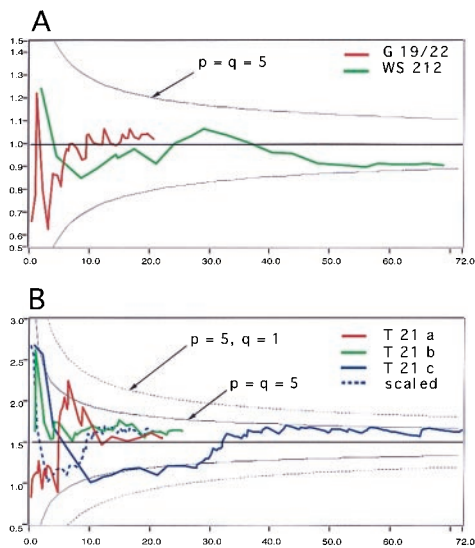 A
1.5
1.4
1.3
1.2
1.1
1.0
0.9
0.8
0.7
0.6
0.5
p = q = 5
G 19/22
WS 212
0.0 10.0 20.0 30.0 40.0 50.0 60.0 72.0
B
3.0
2.5
2.0
1.5
1.0
0.5
p = 5, q = 1
p = q = 5
T 21 a
T 21 b
T 21 c
scaled
0.0 10.0 20.0 30.0 40.0 50.0 60.0 72.0